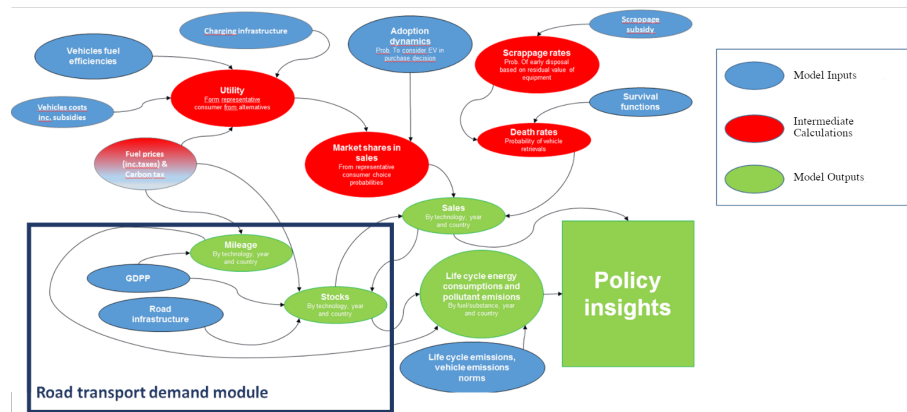 Charging infrastructure
Vehicles fuel
efficiencies
Adoption
dynamics
Prob. To consider EV in
purchase decision
Scrappage
subsidy
Scrappage rates
Prob. Of early disposal
based on residual value of
equipment
Utility
Form representative
consumer from alternatives
Vehicles costs
inc. subsidies
Survival
functions
Death rates
Probability of vehicle
retrievals
Market shares in
sales
From representative
consumer choice
probabilities
Fuel prices
(inc.taxes) &
Carbon tax
Sales
By technology, year
and country
Mileage
By technology, year
and country
GDPP
Stocks
By technology, year
and country
Road
infrastructure
Life cycle energy
consumptions and
pollutant emisions
By fuel/substance, year
and country
Life cycle emissions,
vehicle emissions
norms
Policy
insights
Road transport demand module
Model Inputs
Intermediate
Calculations
Model Outputs